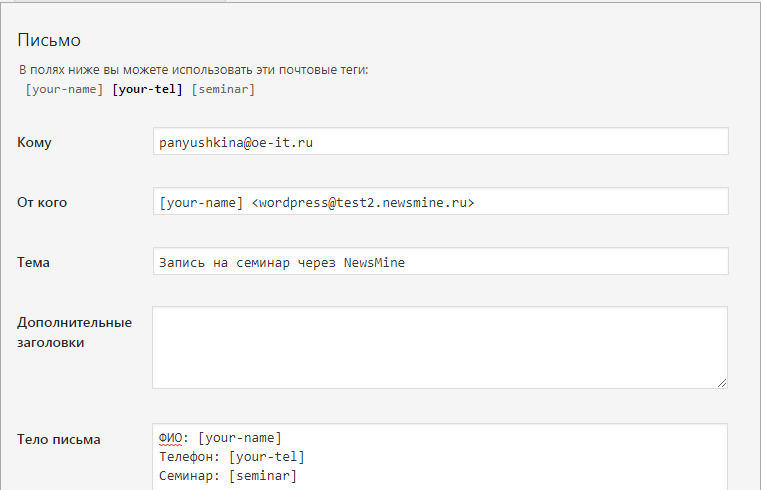 Письмо
В полях ниже вы можете использовать эти почтовые теги:
[your-name] [your-tel] [seminar]
Кому
panyushkina@oe-it.ru
От кого
[your-name] <wordpress@test2.newsmine.ru>
Тема
Запись на семинар через NewsMine
Дополнительные
заголовки
Тело письма
ФИО: [your-name]
Телефон: [your-tel]
Семинар: [seminar]